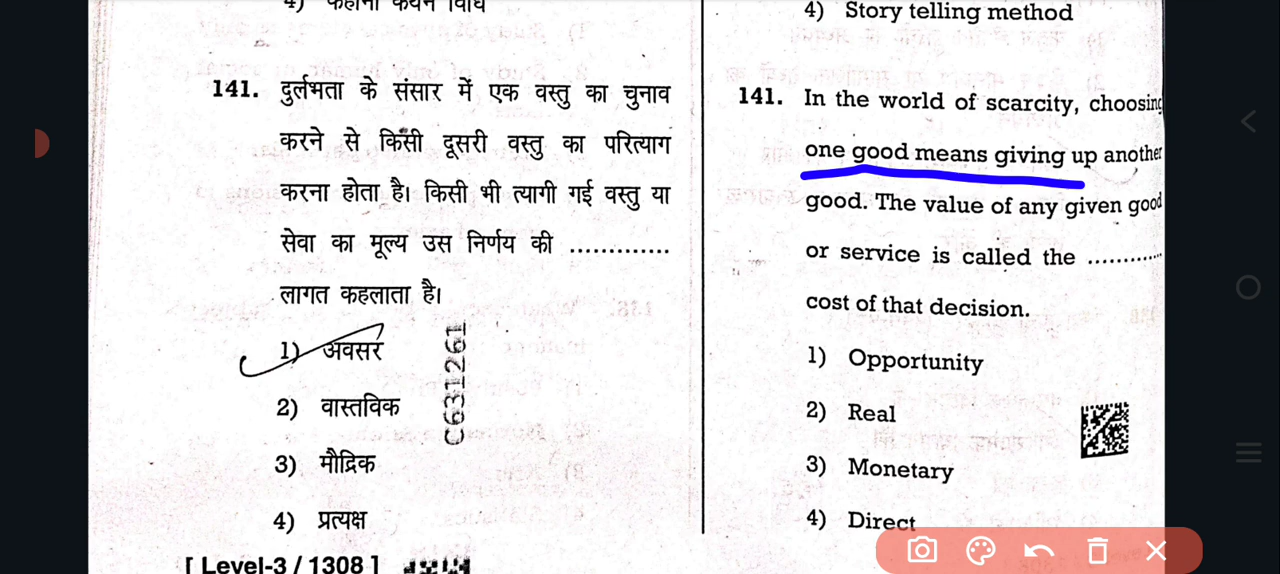 4) कहानी कथन विधि
141. दुर्लभता के संसार में एक वस्तु का चुनाव
करने से किसी दूसरी वस्तु का परित्याग
करना होता है। किसी भी त्यागी गई वस्तु या
सेवा का मूल्य उस निर्णय की .............
लागत कहलाता है।
1) अवसर
2) वास्तविक
3) मौद्रिक
4) प्रत्यक्ष
[ Level-3 / 1308 ]
C631261
4) Story telling method
141. In the world of scarcity, choosing
one good means giving up another
good. The value of any given good
or service is called the ............
cost of that decision.
1) Opportunity
2) Real
3) Monetary
4) Direct